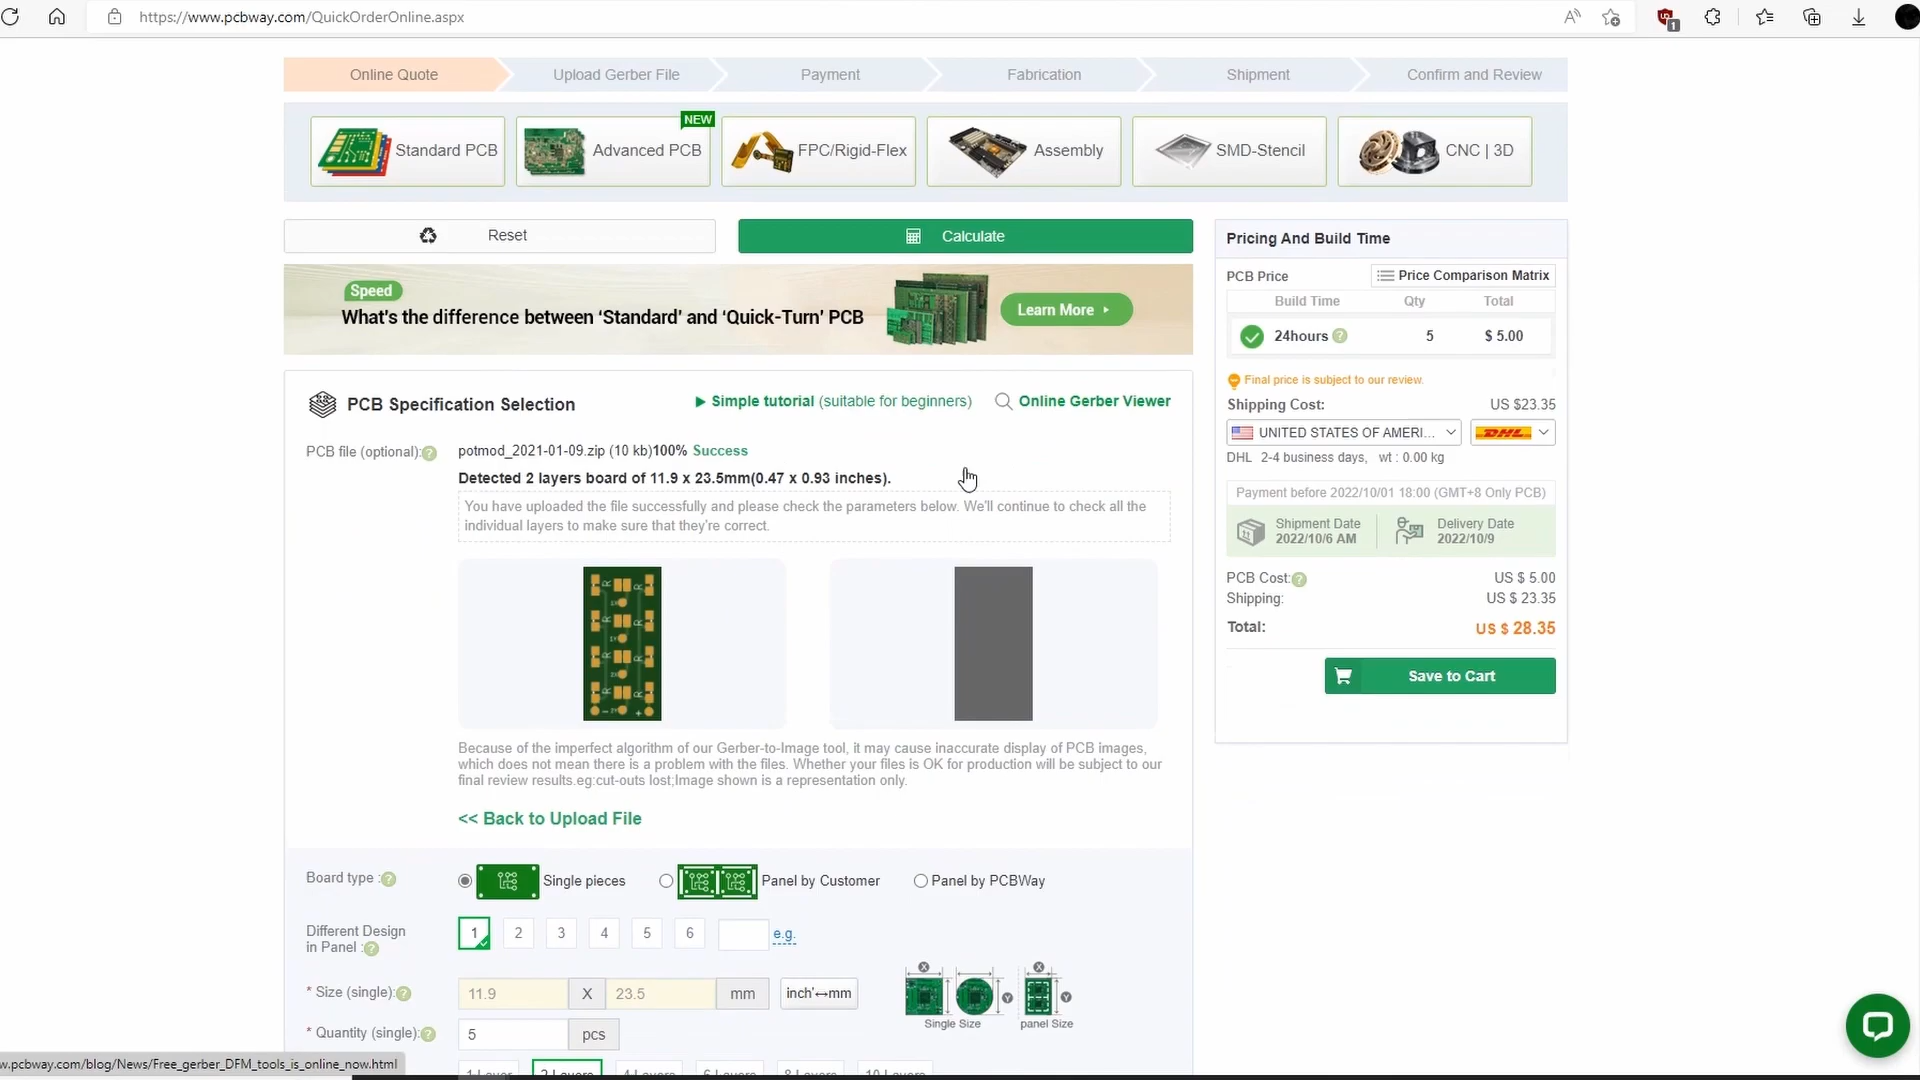 https://www.pcbway.com/QuickOrderOnline.aspx
1
Online Quote
Upload Gerber File
Payment
Fabrication
Shipment
Confirm and Review
Standard PCB
NEW
Advanced PCB
FPC/Rigid-Flex
Assembly
SMD-Stencil
CNC | 3D
Reset
Calculate
Speed
What's the difference between ‘Standard’ and ‘Quick-Turn’ PCB
Learn More
PCB Specification Selection
Simple tutorial (suitable for beginners)
Online Gerber Viewer
PCB file (optional):?
potmod_2021-01-09.zip (10 kb)100% Success
Detected 2 layers board of 11.9 x 23.5mm(0.47 x 0.93 inches).
You have uploaded the file successfully and please check the parameters below. We'll continue to check all the
individual layers to make sure that they're correct.
Because of the imperfect algorithm of our Gerber-to-Image tool, it may cause inaccurate display of PCB images,
which does not mean there is a problem with the files. Whether your files is OK for production will be subject to our
final review results.eg:cut-outs lost;Image shown is a representation only.
<< Back to Upload File
Board type :?
Single pieces
Panel by Customer
Panel by PCBWay
Different Design
in Panel :?
1 2 3 4 5 6
e.g.
* Size (single):?
11.9 X 23.5 mm
inch'↔mm
X
X
Y
Y
Single Size
panel Size
* Quantity (single):?
5 pcs
1 Layer
2 Layers
4 Layers
6 Layers
8 Layers
10 Layers
w.pcbway.com/blog/News/Free_gerber_DFM_tools_is_online_now.html
Pricing And Build Time
PCB Price
Price Comparison Matrix
Build Time Qty Total
24hours ? 5 $ 5.00
Final price is subject to our review.
Shipping Cost: US $23.35
UNITED STATES OF AMERI...
DHL
DHL 2-4 business days, wt : 0.00 kg
Payment before 2022/10/01 18:00 (GMT+8 Only PCB)
Shipment Date
2022/10/6 AM
Delivery Date
2022/10/9
PCB Cost:? US $ 5.00
Shipping: US $ 23.35
Total: US $ 28.35
Save to Cart